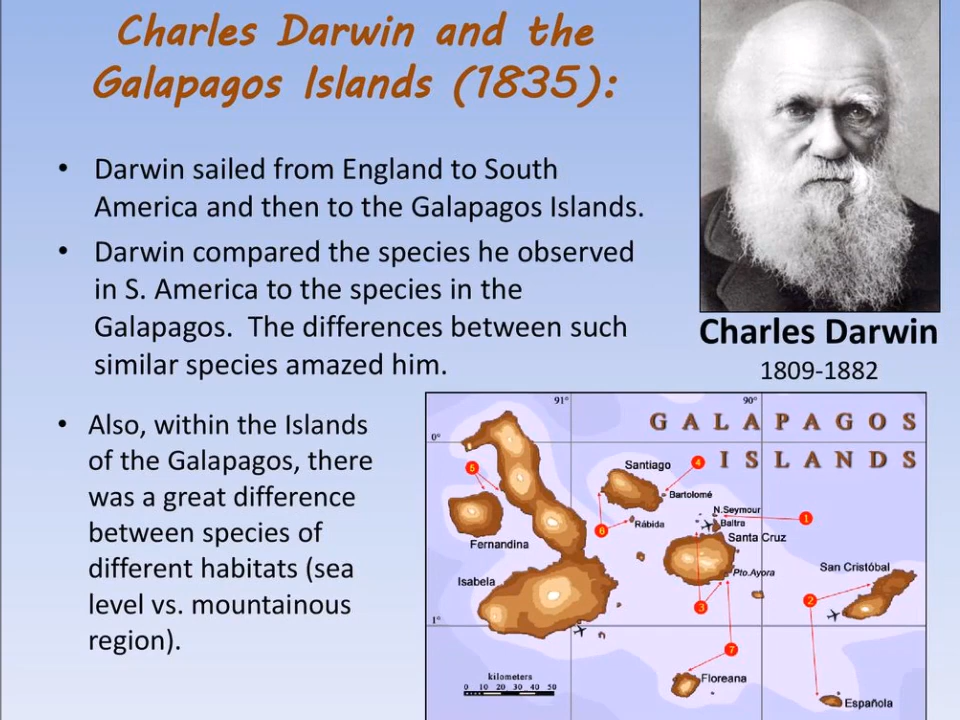 Charles Darwin and the
Galapagos Islands (1835):
• Darwin sailed from England to South
America and then to the Galapagos Islands.
• Darwin compared the species he observed
in S. America to the species in the
Galapagos.  The differences between such
similar species amazed him.
• Also, within the Islands
of the Galapagos, there
was a great difference
between species of
different habitats (sea
level vs. mountainous
region).
Charles Darwin
1809-1882
91°
90°
GALAPAGOS
ISLANDS
0°
5
Santiago
4
Bartolomé
N.Seymour
1
Baltra
6
Rábida
Santa Cruz
Fernandina
Isabela
Pto.Ayora
San Cristóbal
3
2
1°
7
Floreana
kilometers
0 10 20 30 40 50
Española